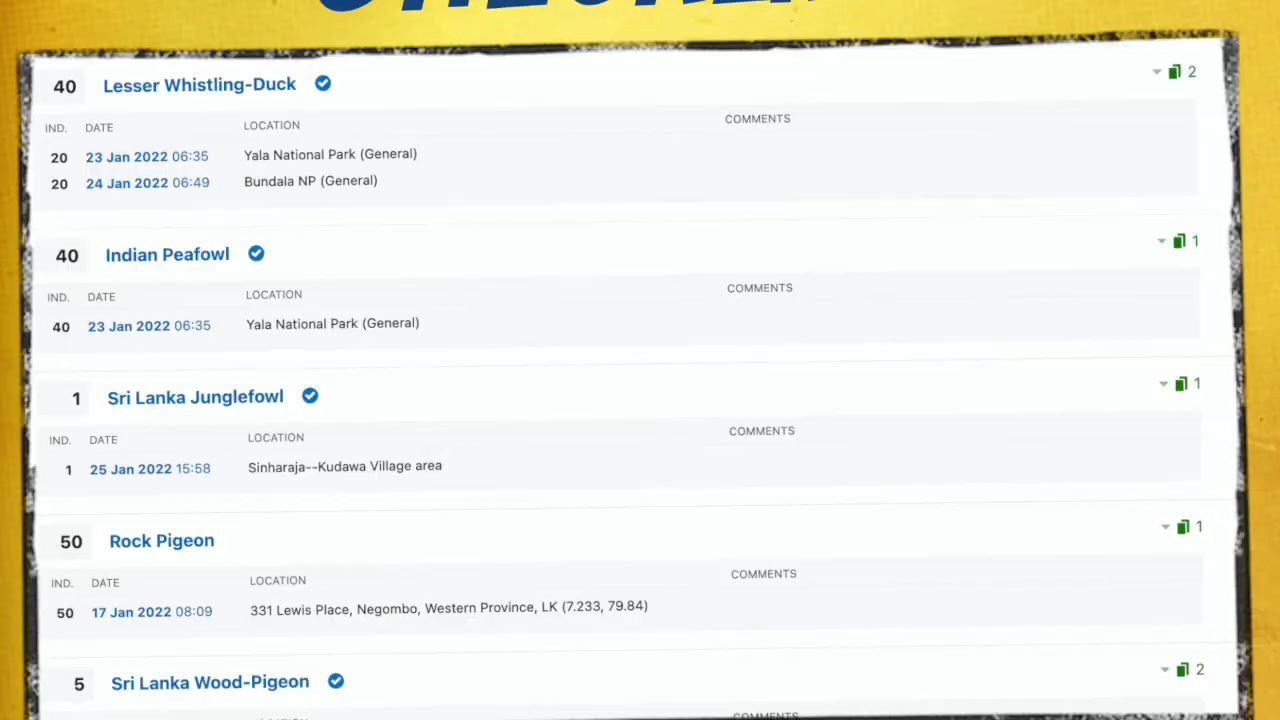 40 Lesser Whistling-Duck 2
IND. DATE LOCATION COMMENTS
20 23 Jan 2022 06:35 Yala National Park (General)
20 24 Jan 2022 06:49 Bundala NP (General)
40 Indian Peafowl 1
IND. DATE LOCATION COMMENTS
40 23 Jan 2022 06:35 Yala National Park (General)
1 Sri Lanka Junglefowl 1
IND. DATE LOCATION COMMENTS
1 25 Jan 2022 15:58 Sinharaja--Kudawa Village area
50 Rock Pigeon 1
IND. DATE LOCATION COMMENTS
50 17 Jan 2022 08:09 331 Lewis Place, Negombo, Western Province, LK (7.233, 79.84)
5 Sri Lanka Wood-Pigeon 2
COMMENTS